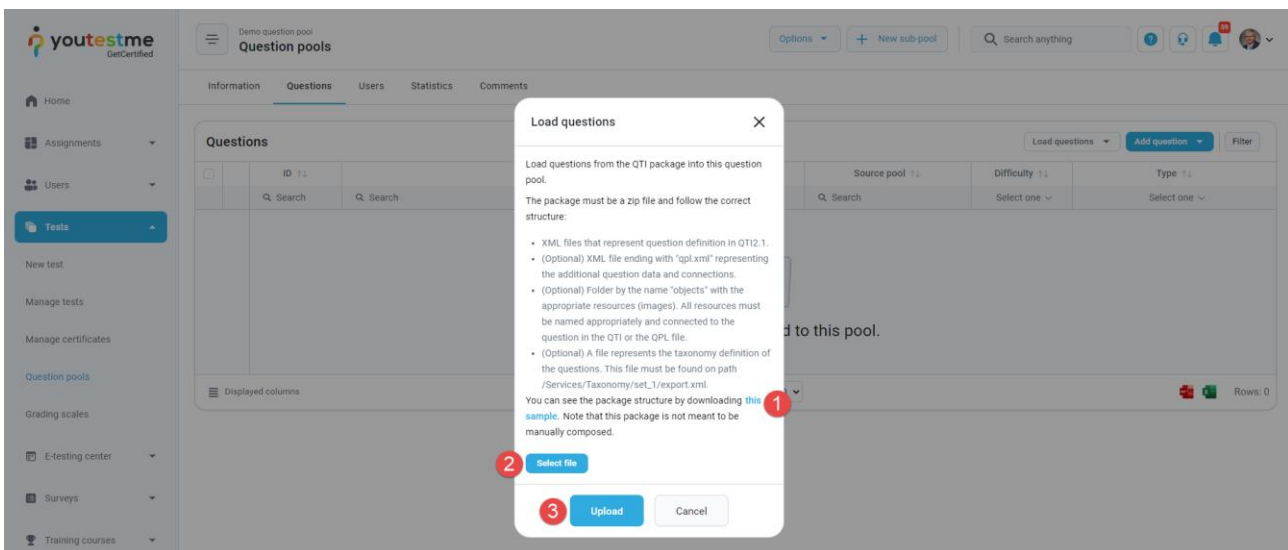 youtestme
GetCertified
Demo question pool
Question pools
Options
+ New sub-pool
Search anything
Information
Questions
Users
Statistics
Comments
Home
Assignments
Users
Tests
New test
Manage tests
Manage certificates
Question pools
Grading scales
E-testing center
Surveys
Training courses
Questions
Load questions
Add question
Filter
ID
Source pool
Difficulty
Type
Search
Search
Search
Select one
Select one
d to this pool.
Displayed columns
Rows: 0
Load questions
Load questions from the QTI package into this question
pool.
The package must be a zip file and follow the correct
structure:
• XML files that represent question definition in QTI2.1.
• (Optional) XML file ending with "qpl.xml" representing
the additional question data and connections.
• (Optional) Folder by the name "objects" with the
appropriate resources (images). All resources must
be named appropriately and connected to the
question in the QTI or the QPL file.
• (Optional) A file represents the taxonomy definition of
the questions. This file must be found on path
/Services/Taxonomy/set_1/export.xml.
You can see the package structure by downloading this
sample. Note that this package is not meant to be
manually composed.
1
2
Select file
3
Upload
Cancel